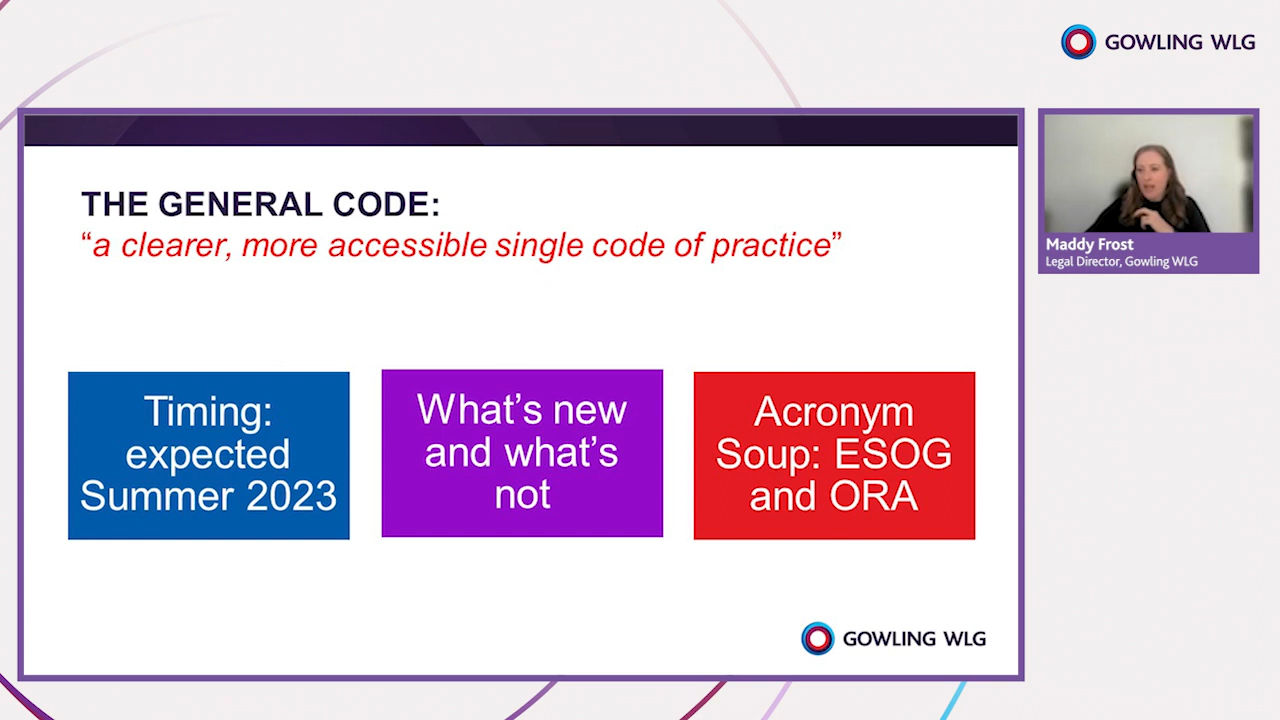 GOWLING WLG
THE GENERAL CODE:
“a clearer, more accessible single code of practice”
Timing:
expected
Summer 2023
What’s new
and what’s
not
Acronym
Soup: ESOG
and ORA
GOWLING WLG
Maddy Frost
Legal Director, Gowling WLG